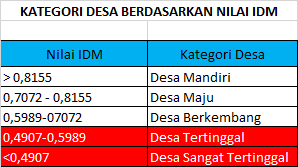 KATEGORI DESA BERDASARKAN NILAI IDM
Nilai IDM Kategori Desa
> 0,8155 Desa Mandiri
0,7072 - 0,8155 Desa Maju
0,5989-07072 Desa Berkembang
0,4907-0,5989 Desa Tertinggal
<0,4907 Desa Sangat Tertinggal